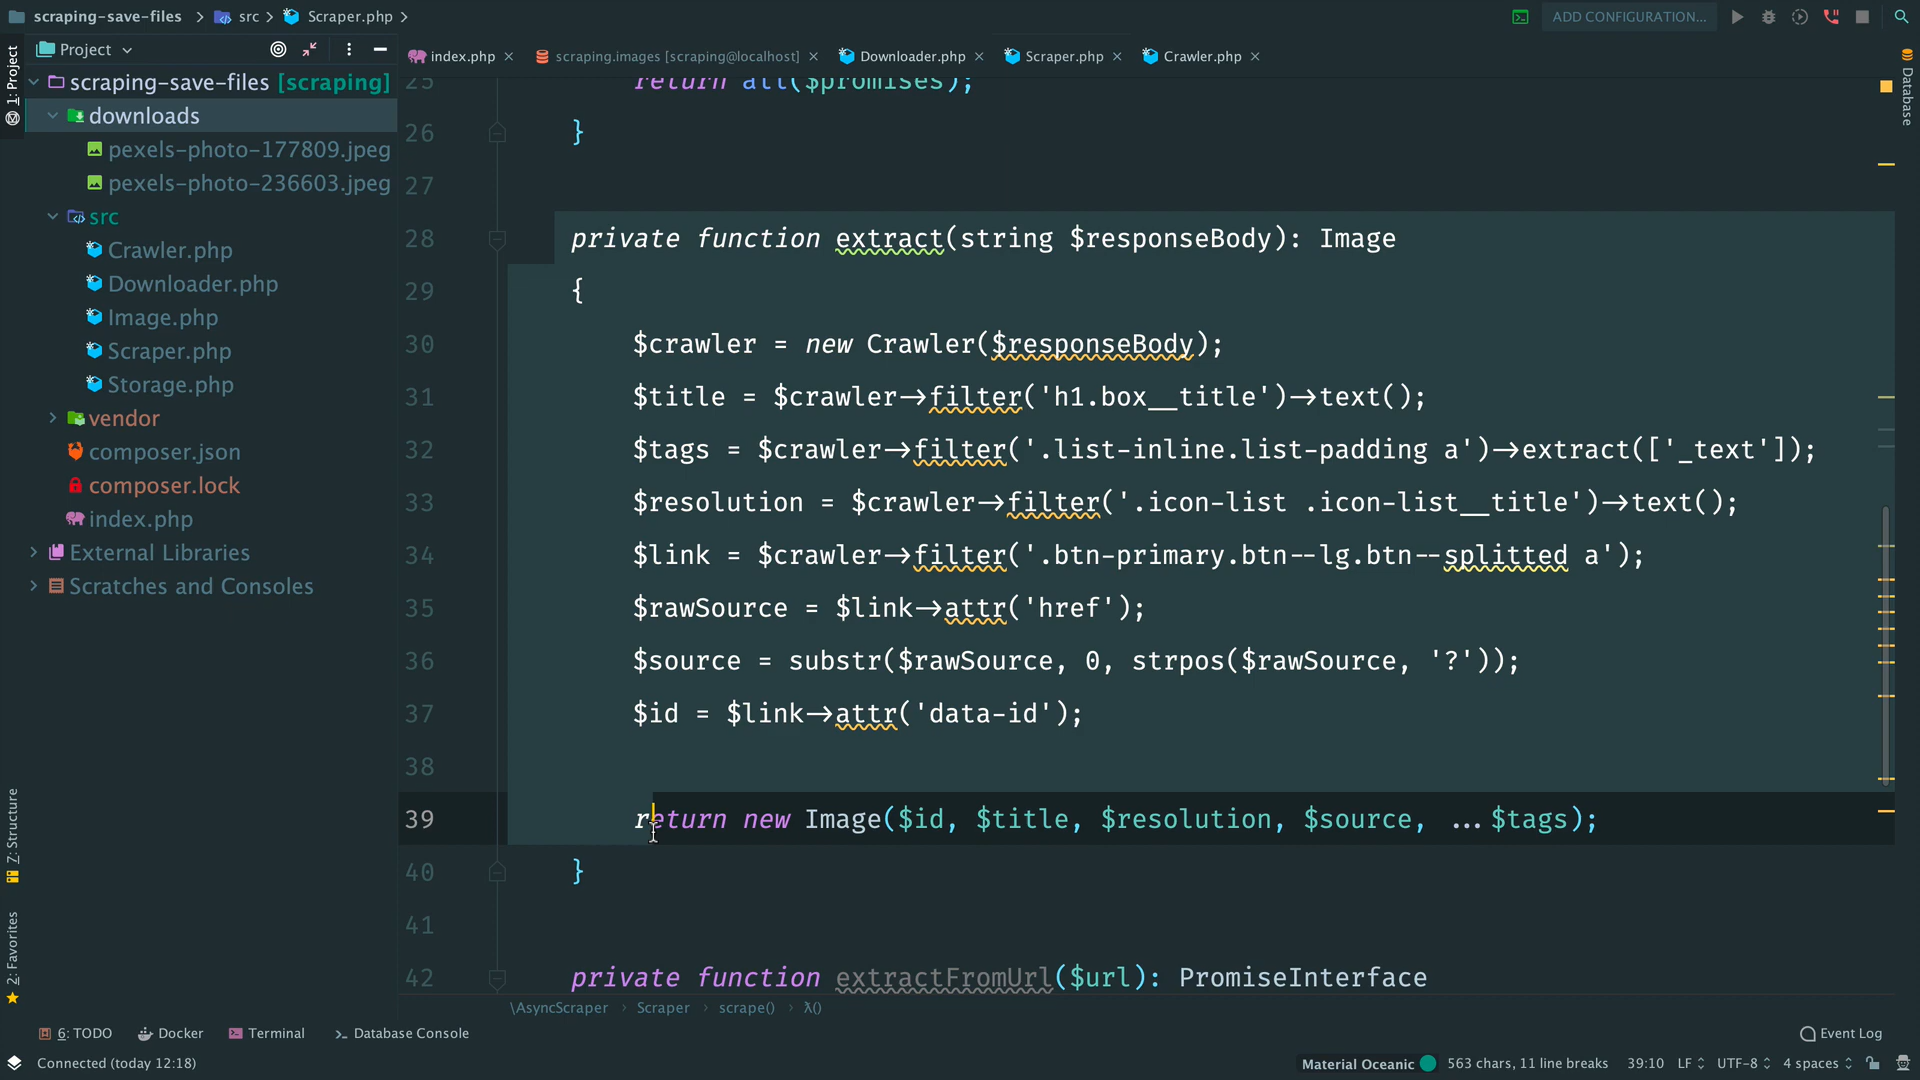 scraping-save-files > src > Scraper.php >
ADD CONFIGURATION...
Project
index.php
scraping.images [scraping@localhost]
Downloader.php
Scraper.php
Crawler.php
1: Project
Database
scraping-save-files [scraping]
downloads
pexels-photo-177809.jpeg
pexels-photo-236603.jpeg
src
Crawler.php
Downloader.php
Image.php
Scraper.php
Storage.php
vendor
composer.json
composer.lock
index.php
External Libraries
Scratches and Consoles
7: Structure
2: Favorites
25 return all($promises);
26 }
27
28 private function extract(string $responseBody): Image
29 {
30 $crawler = new Crawler($responseBody);
31 $title = $crawler->filter('h1.box__title')->text();
32 $tags = $crawler->filter('.list-inline.list-padding a')->extract(['_text']);
33 $resolution = $crawler->filter('.icon-list .icon-list__title')->text();
34 $link = $crawler->filter('.btn-primary.btn--lg.btn--splitted a');
35 $rawSource = $link->attr('href');
36 $source = substr($rawSource, 0, strpos($rawSource, '?'));
37 $id = $link->attr('data-id');
38
39 return new Image($id, $title, $resolution, $source, ...$tags);
40 }
41
42 private function extractFromUrl($url): PromiseInterface
\AsyncScraper > Scraper > scrape() > λ()
6: TODO
Docker
Terminal
Database Console
Event Log
Connected (today 12:18)
Material Oceanic
563 chars, 11 line breaks
39:10
LF
UTF-8
4 spaces